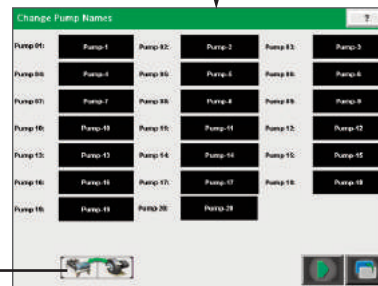 Change Pump Names ?
Pump 01: Pump-1 Pump 02: Pump-2 Pump 03: Pump-3
Pump 04: Pump-4 Pump 05: Pump-5 Pump 06: Pump-6
Pump 07: Pump-7 Pump 08: Pump-8 Pump 09: Pump-9
Pump 10: Pump-10 Pump 11: Pump-11 Pump 12: Pump-12
Pump 13: Pump-13 Pump 14: Pump-14 Pump 15: Pump-15
Pump 16: Pump-16 Pump 17: Pump-17 Pump 18: Pump-18
Pump 19: Pump-19 Pump 20: Pump-20